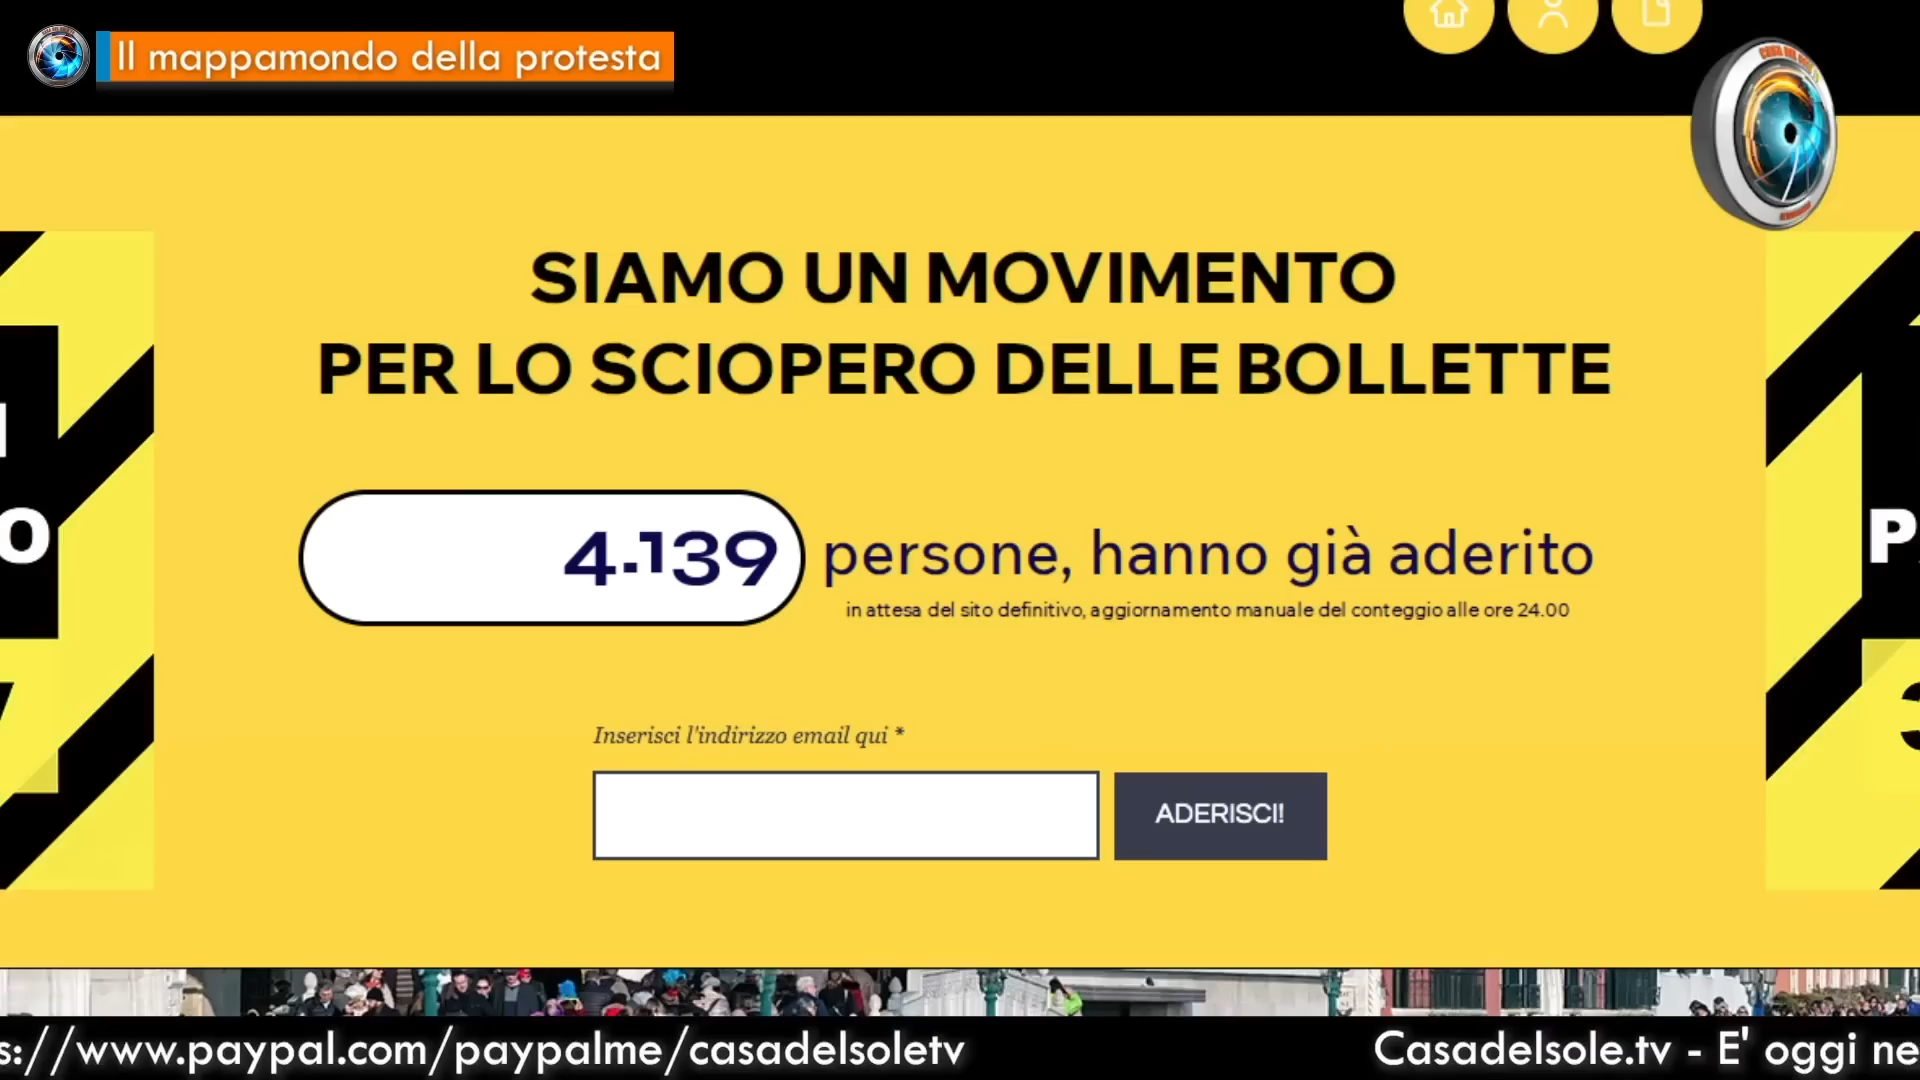 Il mappamondo della protesta
SIAMO UN MOVIMENTO
PER LO SCIOPERO DELLE BOLLETTE
4.139 persone, hanno già aderito
in attesa del sito definitivo, aggiornamento manuale del conteggio alle ore 24.00
Inserisci l'indirizzo email qui *
ADERISCI!
s://www.paypal.com/paypalme/casadelsoletv Casadelsole.tv - E' oggi ne